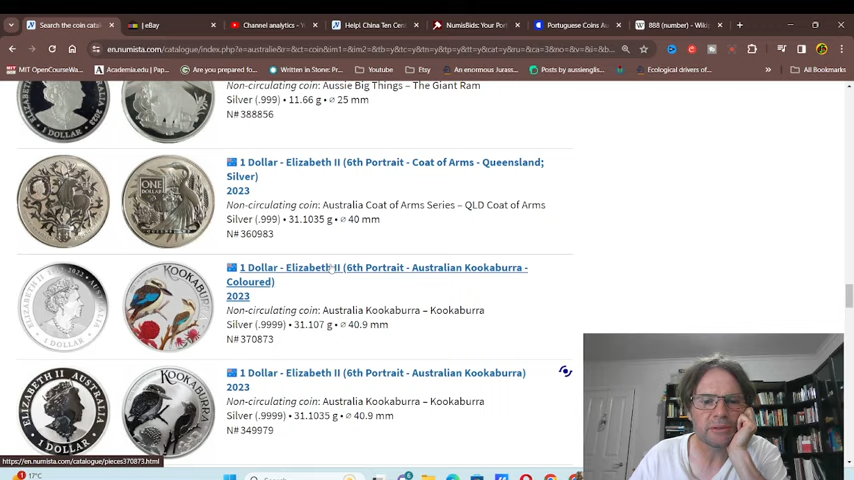 Search the coin catalog
eBay
Channel analytics - Y
Help! China Ten Cen
NumisBids: Your Por
Portuguese Coins Au
888 (number) - Wiki
en.numista.com/catalogue/index.php?e=australie&r=&ct=coin&im1=&im2=&tb=y&tc=y&tn=y&tp=y&tt=y&cat=y&ru=&ca=3&no=&v=&i=&b...
MIT OpenCourseWa...
Academia.edu | Pap...
Are you prepared fo...
Written in Stone: Pr...
Youtube
Etsy
An enormous Jurass...
Posts by aussienglis...
Ecological drivers of...
All Bookmarks
Non-circulating coin: Aussie Big Things – The Giant Ram
Silver (.999) • 11.66 g • ⌀ 25 mm
N# 388856
1 Dollar - Elizabeth II (6th Portrait - Coat of Arms - Queensland;
Silver)
2023
Non-circulating coin: Australia Coat of Arms Series – QLD Coat of Arms
Silver (.999) • 31.1035 g • ⌀ 40 mm
N# 360983
1 Dollar - Elizabeth II (6th Portrait - Australian Kookaburra -
Coloured)
2023
Non-circulating coin: Australia Kookaburra – Kookaburra
Silver (.9999) • 31.107 g • ⌀ 40.9 mm
N# 370873
1 Dollar - Elizabeth II (6th Portrait - Australian Kookaburra)
2023
Non-circulating coin: Australia Kookaburra – Kookaburra
Silver (.9999) • 31.1035 g • ⌀ 40.9 mm
N# 349979
ONE
DOLLAR
KOOKABURRA
ELIZABETH II AUSTRALIA
1 DOLLAR
KOOKABURRA
https://en.numista.com/catalogue/pieces370873.html
17°C
Search